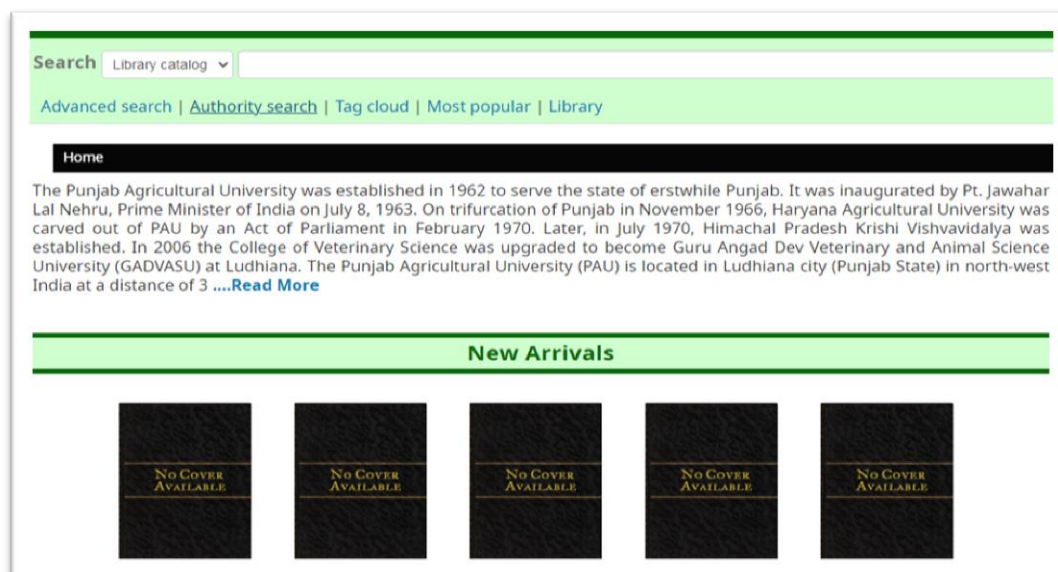 Search Library catalog
Advanced search | Authority search | Tag cloud | Most popular | Library
Home
The Punjab Agricultural University was established in 1962 to serve the state of erstwhile Punjab. It was inaugurated by Pt. Jawahar
Lal Nehru, Prime Minister of India on July 8, 1963. On trifurcation of Punjab in November 1966, Haryana Agricultural University was
carved out of PAU by an Act of Parliament in February 1970. Later, in July 1970, Himachal Pradesh Krishi Vishvavidalya was
established. In 2006 the College of Veterinary Science was upgraded to become Guru Angad Dev Veterinary and Animal Science
University (GADVASU) at Ludhiana. The Punjab Agricultural University (PAU) is located in Ludhiana city (Punjab State) in north-west
India at a distance of 3 ....Read More
New Arrivals
No Cover Available
No Cover Available
No Cover Available
No Cover Available
No Cover Available